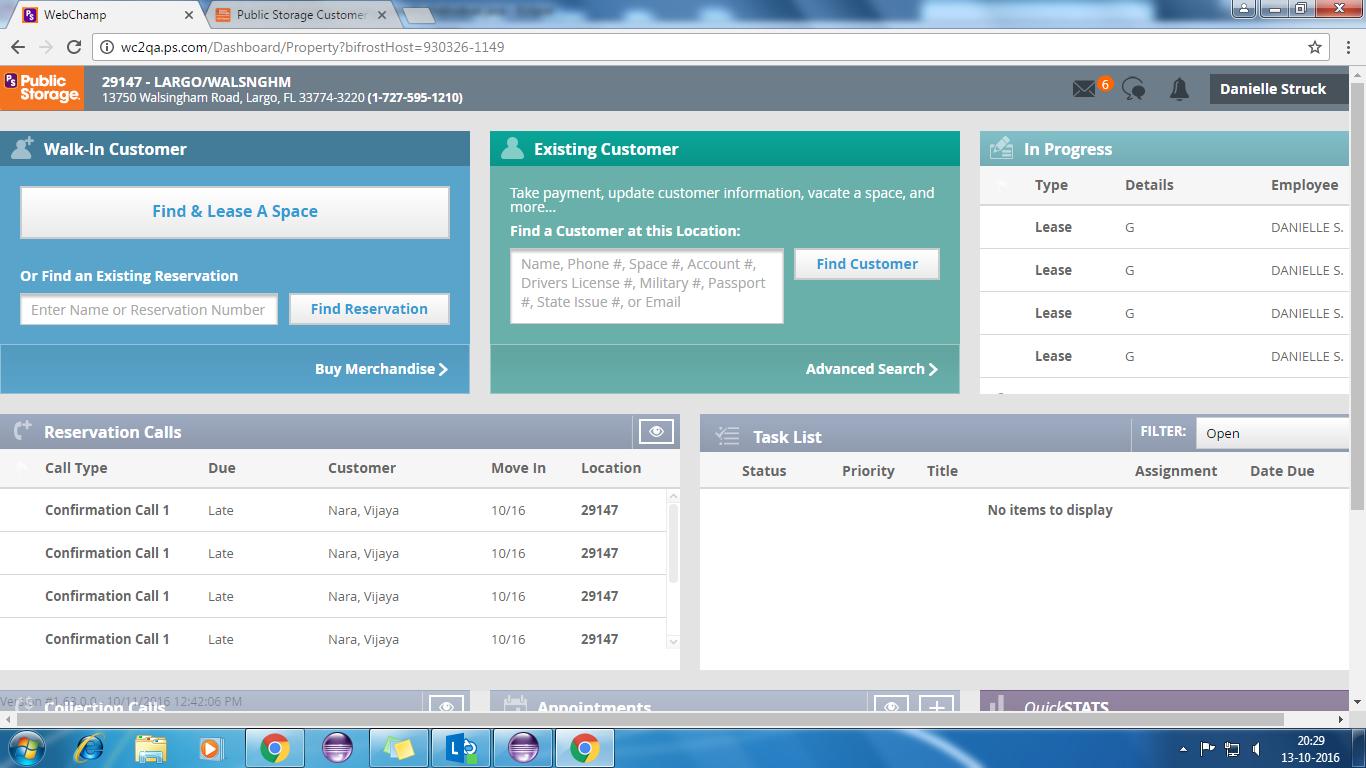 WebChamp
Public Storage Customer
wc2qa.ps.com/Dashboard/Property?bifrostHost=930326-1149
PS Public Storage
29147 - LARGO/WALSNGHM
13750 Walsingham Road, Largo, FL 33774-3220 (1-727-595-1210)
6
Danielle Struck
Walk-In Customer
Find & Lease A Space
Or Find an Existing Reservation
Enter Name or Reservation Number
Find Reservation
Buy Merchandise
Existing Customer
Take payment, update customer information, vacate a space, and
more...
Find a Customer at this Location:
Name, Phone #, Space #, Account #,
Drivers License #, Military #, Passport
#, State Issue #, or Email
Find Customer
Advanced Search
In Progress
Type Details Employee
Lease G DANIELLE S.
Lease G DANIELLE S.
Lease G DANIELLE S.
Lease G DANIELLE S.
Reservation Calls
Call Type Due Customer Move In Location
Confirmation Call 1 Late Nara, Vijaya 10/16 29147
Confirmation Call 1 Late Nara, Vijaya 10/16 29147
Confirmation Call 1 Late Nara, Vijaya 10/16 29147
Confirmation Call 1 Late Nara, Vijaya 10/16 29147
Task List
FILTER: Open
Status Priority Title Assignment Date Due
No items to display
Version #1.63.0.0 - 10/11/2016 12:42:06 PM
Collection Calls
Appointments
QuickSTATS
20:29
13-10-2016